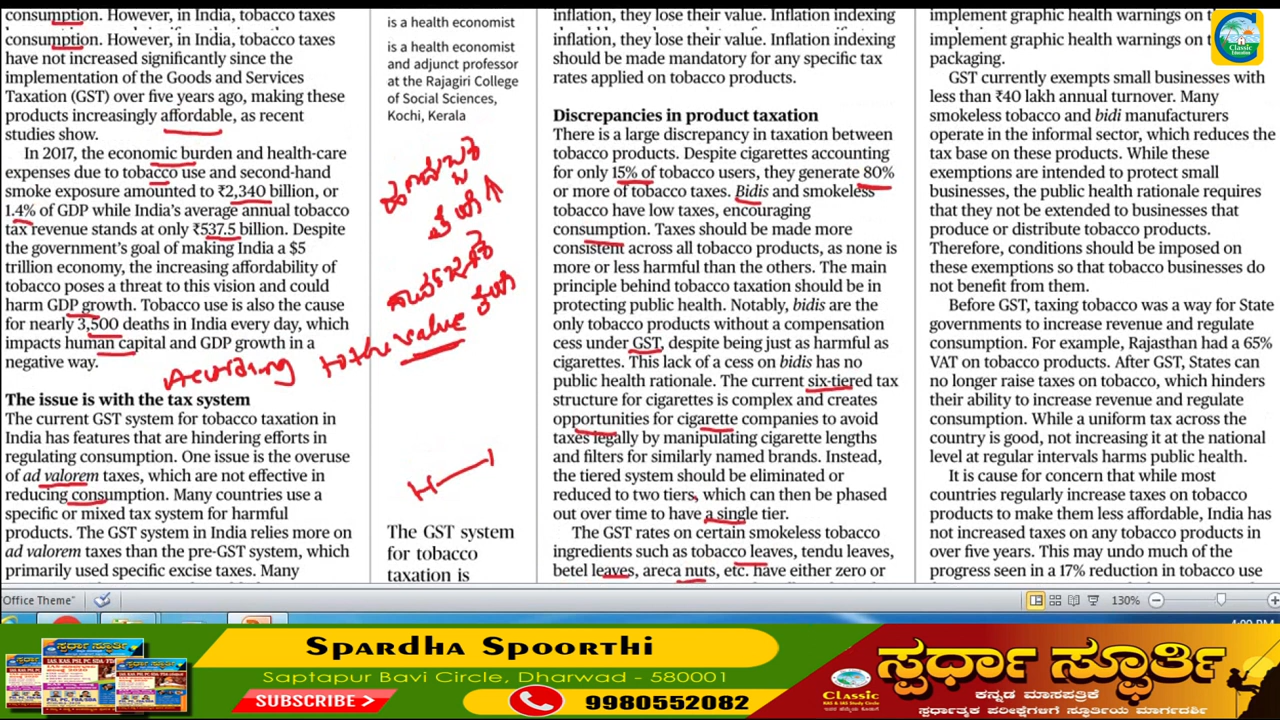 consumption. However, in India, tobacco taxes
consumption. However, in India, tobacco taxes
have not increased significantly since the
implementation of the Goods and Services
Taxation (GST) over five years ago, making these
products increasingly affordable, as recent
studies show.
In 2017, the economic burden and health-care
expenses due to tobacco use and second-hand
smoke exposure amounted to ₹2,340 billion, or
1.4% of GDP while India's average annual tobacco
tax revenue stands at only ₹537.5 billion. Despite
the government's goal of making India a $5
trillion economy, the increasing affordability of
tobacco poses a threat to this vision and could
harm GDP growth. Tobacco use is also the cause
for nearly 3,500 deaths in India every day, which
impacts human capital and GDP growth in a
negative way.
The issue is with the tax system
The current GST system for tobacco taxation in
India has features that are hindering efforts in
regulating consumption. One issue is the overuse
of ad valorem taxes, which are not effective in
reducing consumption. Many countries use a
specific or mixed tax system for harmful
products. The GST system in India relies more on
ad valorem taxes than the pre-GST system, which
primarily used specific excise taxes. Many
is a health economist
is a health economist
and adjunct professor
at the Rajagiri College
of Social Sciences,
Kochi, Kerala
According to the value
The GST system
for tobacco
taxation is
inflation, they lose their value. Inflation indexing
inflation, they lose their value. Inflation indexing
should be made mandatory for any specific tax
rates applied on tobacco products.
Discrepancies in product taxation
There is a large discrepancy in taxation between
tobacco products. Despite cigarettes accounting
for only 15% of tobacco users, they generate 80%
or more of tobacco taxes. Bidis and smokeless
tobacco have low taxes, encouraging
consumption. Taxes should be made more
consistent across all tobacco products, as none is
more or less harmful than the others. The main
principle behind tobacco taxation should be in
protecting public health. Notably, bidis are the
only tobacco products without a compensation
cess under GST, despite being just as harmful as
cigarettes. This lack of a cess on bidis has no
public health rationale. The current six-tiered tax
structure for cigarettes is complex and creates
opportunities for cigarette companies to avoid
taxes legally by manipulating cigarette lengths
and filters for similarly named brands. Instead,
the tiered system should be eliminated or
reduced to two tiers, which can then be phased
out over time to have a single tier.
The GST rates on certain smokeless tobacco
ingredients such as tobacco leaves, tendu leaves,
betel leaves, areca nuts, etc. have either zero or
implement graphic health warnings on
implement graphic health warnings on
packaging.
GST currently exempts small businesses with
less than ₹40 lakh annual turnover. Many
smokeless tobacco and bidi manufacturers
operate in the informal sector, which reduces the
tax base on these products. While these
exemptions are intended to protect small
businesses, the public health rationale requires
that they not be extended to businesses that
produce or distribute tobacco products.
Therefore, conditions should be imposed on
these exemptions so that tobacco businesses do
not benefit from them.
Before GST, taxing tobacco was a way for State
governments to increase revenue and regulate
consumption. For example, Rajasthan had a 65%
VAT on tobacco products. After GST, States can
no longer raise taxes on tobacco, which hinders
their ability to increase revenue and regulate
consumption. While a uniform tax across the
country is good, not increasing it at the national
level at regular intervals harms public health.
It is cause for concern that while most
countries regularly increase taxes on tobacco
products to make them less affordable, India has
not increased taxes on any tobacco products in
over five years. This may undo much of the
progress seen in a 17% reduction in tobacco use
Classic
Education
Office Theme"
130%
4:00 PM
Spardha Spoorthi
Saptapur Bavi Circle, Dharwad - 580001
SUBSCRIBE
9980552082
Classic
ಸ್ಪರ್ಧಾ ಸ್ಫೂರ್ತಿ
ಕನ್ನಡ ಮಾಸಪತ್ರಿಕೆ
ಸ್ಪರ್ಧಾತ್ಮಕ ಪರೀಕ್ಷೆಗಳಿಗೆ ಸ್ಫೂರ್ತಿಯ ಮಾರ್ಗದರ್ಶಿ